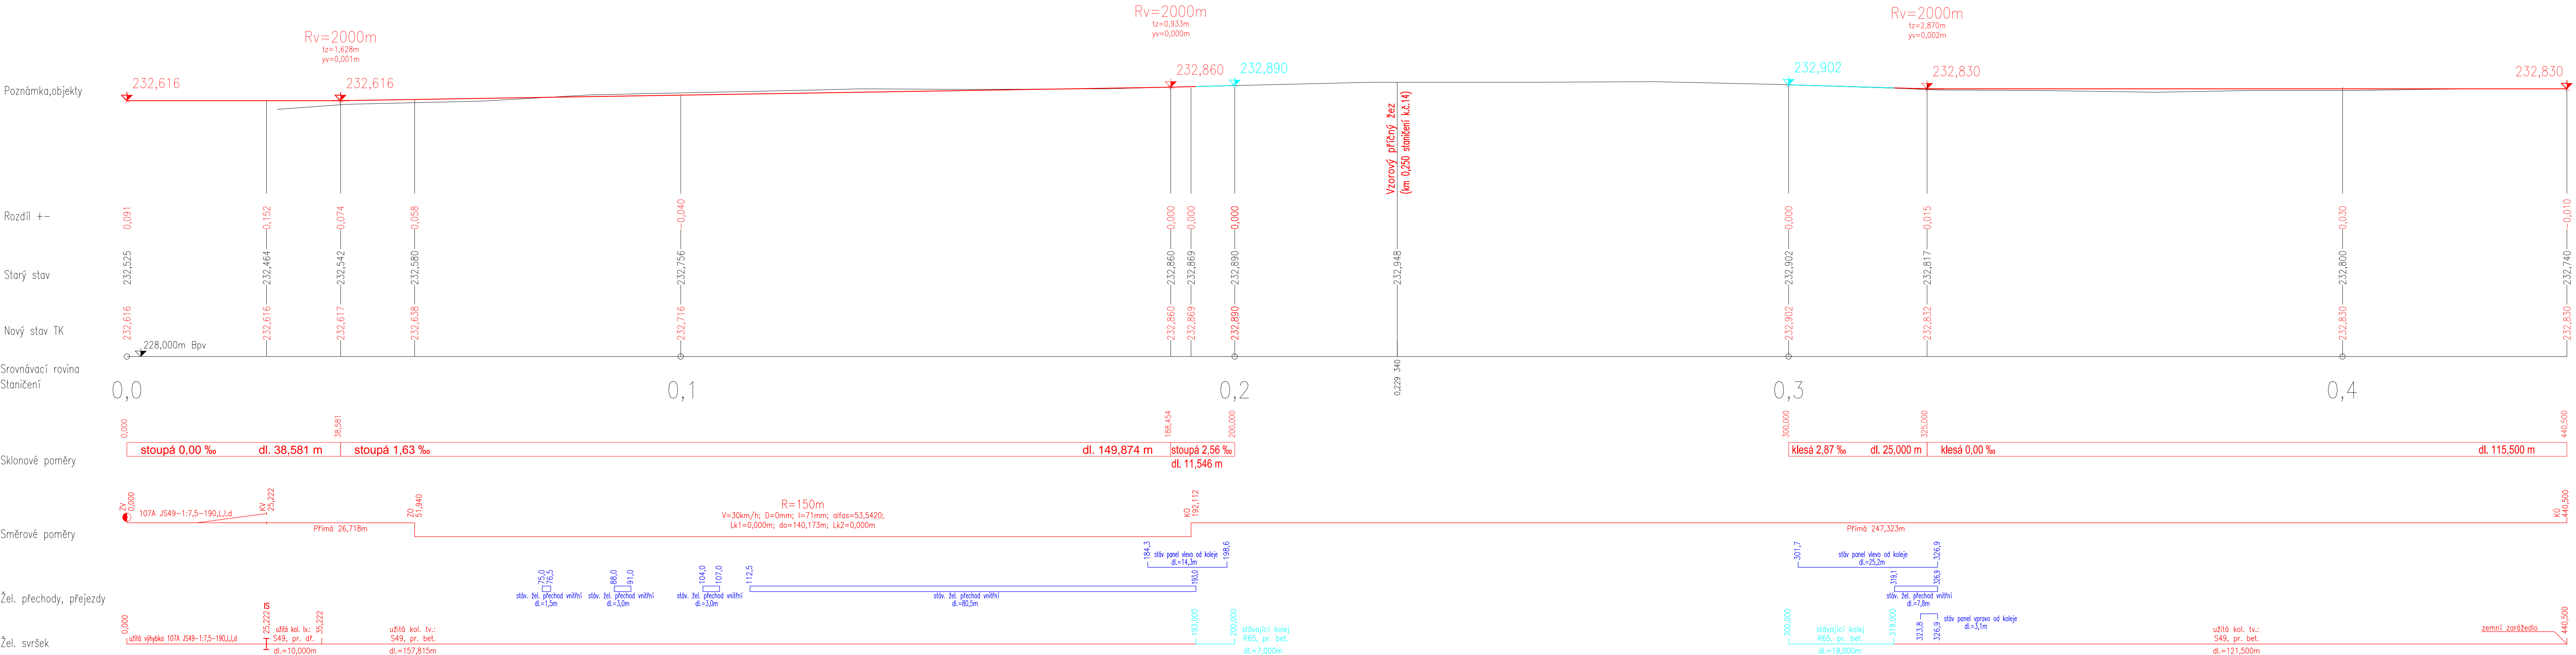 Rv=2000m
tz=1,628m
yv=0,001m
Rv=2000m
tz=0,933m
yv=0,000m
Rv=2000m
tz=2,870m
yv=0,002m
Poznámka,objekty
232,616
232,616
232,860
232,890
232,902
232,830
232,830
Vzorový příčný žez
(km 0,250 staničení k.č.14)
Rozdíl +-
0,091
0,152
0,074
0,058
-0,040
0,000
0,000
0,000
0,000
0,015
0,030
-0,010
Starý stav
232,525
232,464
232,542
232,580
232,756
232,860
232,869
232,890
232,948
232,902
232,817
232,800
232,740
Nový stav TK
232,616
232,616
232,617
232,638
232,716
232,860
232,869
232,890
232,902
232,832
232,830
232,830
228,000m Bpv
Srovnávací rovina
Staničení
0,0
0,1
0,2
0,229 340
0,3
0,4
0,000
38,581
188,454
200,000
300,000
325,000
440,500
Sklonové poměry
stoupá 0,00 ‰
dl. 38,581 m
stoupá 1,63 ‰
dl. 149,874 m
stoupá 2,56 ‰
dl. 11,546 m
klesá 2,87 ‰
dl. 25,000 m
klesá 0,00 ‰
dl. 115,500 m
Směrové poměry
ZV
0,000
107A JS49-1:7,5-190,L,l,d
KV
25,222
Přímá 26,718m
ZO
51,940
R=150m
V=30km/h; D=0mm; I=71mm; alfas=53,5420;
Lk1=0,000m; do=140,173m; Lk2=0,000m
KO
192,112
Přímá 247,323m
KO
440,500
Žel. přechody, přejezdy
75,0
76,5
stáv. žel. přechod vnitřní
dl.=1,5m
88,0
91,0
stáv. žel. přechod vnitřní
dl.=3,0m
104,0
107,0
stáv. žel. přechod vnitřní
dl.=3,0m
112,5
193,0
stáv. žel. přechod vnitřní
dl.=80,5m
184,3
198,6
stáv panel vlevo od koleje
dl.=14,3m
301,7
326,9
stáv panel vlevo od koleje
dl.=25,2m
319,1
326,9
stáv. žel. přechod vnitřní
dl.=7,8m
323,8
326,9
stáv panel vpravo od koleje
dl.=3,1m
Žel. svršek
0,000
užitá výhybka 107A JS49-1:7,5-190,L,l,d
IS
25,222
užitá kol. tv.:
S49, pr. dř.
dl.=10,000m
35,222
užitá kol. tv.:
S49, pr. bet.
dl.=157,815m
193,000
200,000
stávající kolej
R65, pr. bet.
dl.=7,000m
300,000
stávající kolej
R65, pr. bet.
dl.=19,000m
319,000
užitá kol. tv.:
S49, pr. bet.
dl.=121,500m
zemní zarážedlo
440,500